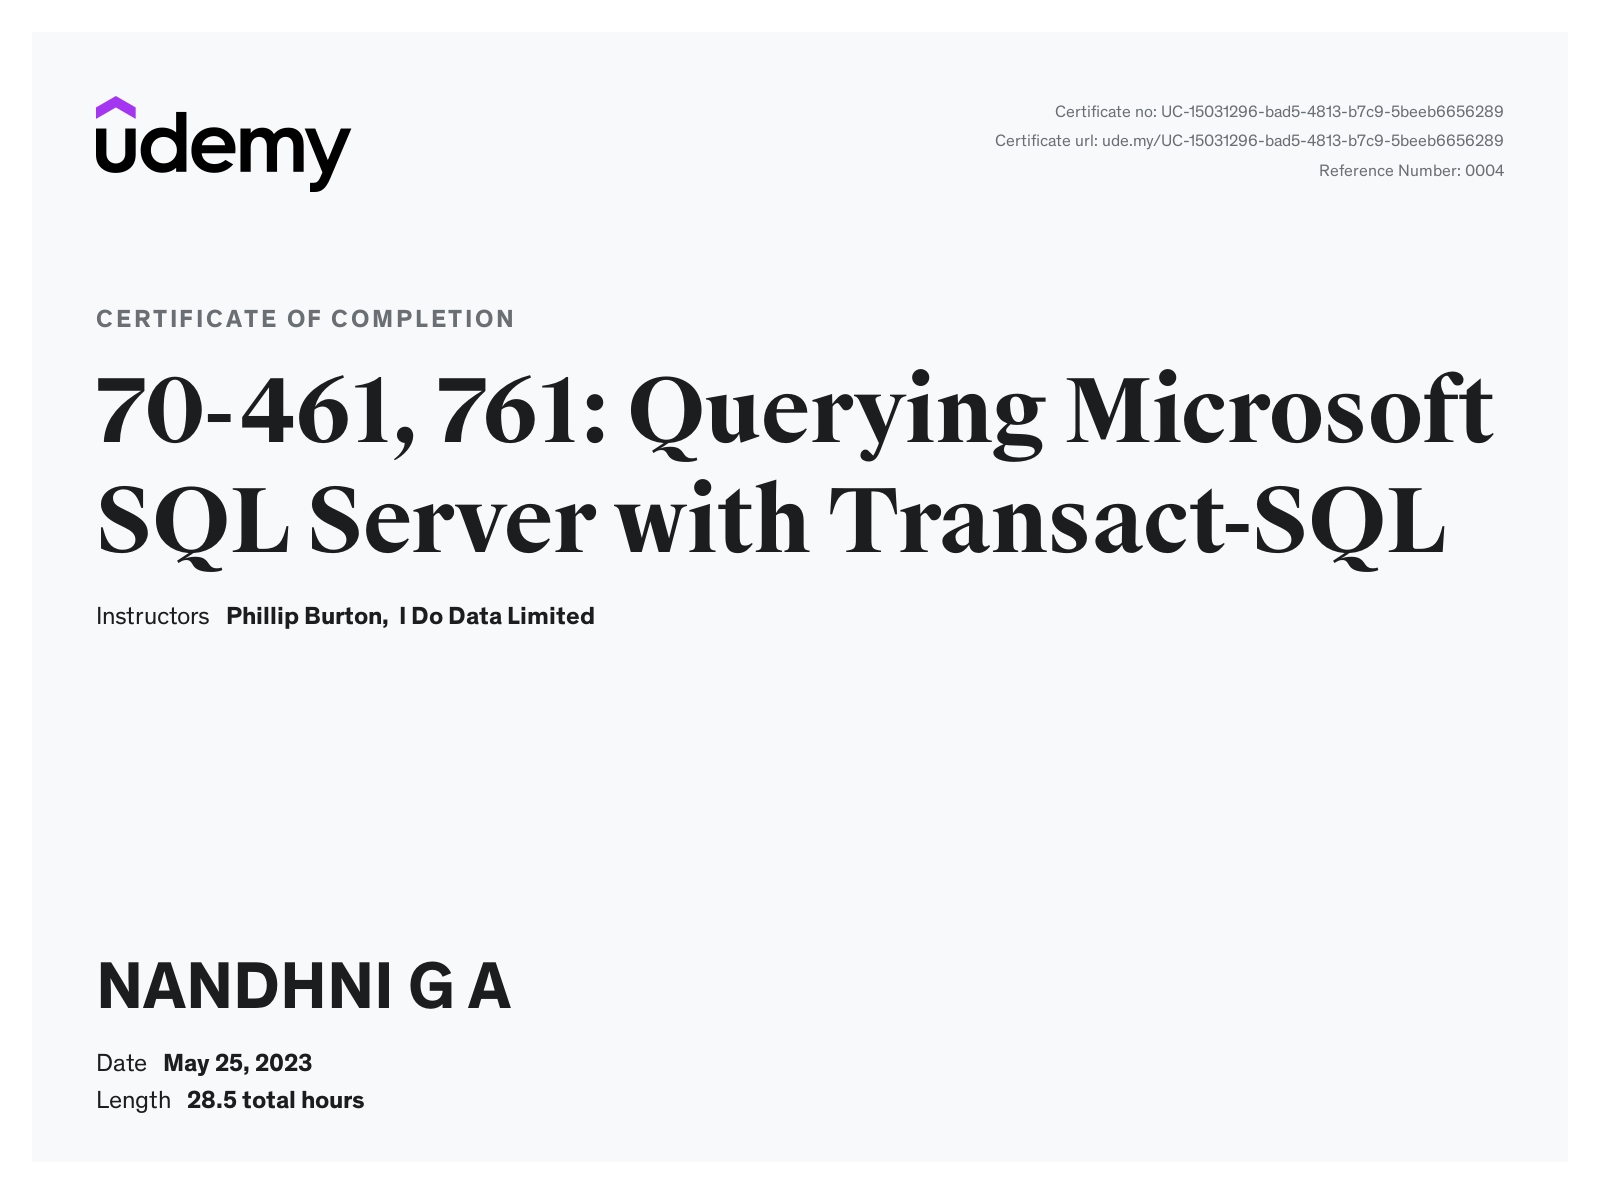 udemy
Certificate no: UC-15031296-bad5-4813-b7c9-5beeb6656289
Certificate url: ude.my/UC-15031296-bad5-4813-b7c9-5beeb6656289
Reference Number: 0004
CERTIFICATE OF COMPLETION
70-461, 761: Querying Microsoft
SQL Server with Transact-SQL
Instructors Phillip Burton, I Do Data Limited
NANDHNI G A
Date May 25, 2023
Length 28.5 total hours